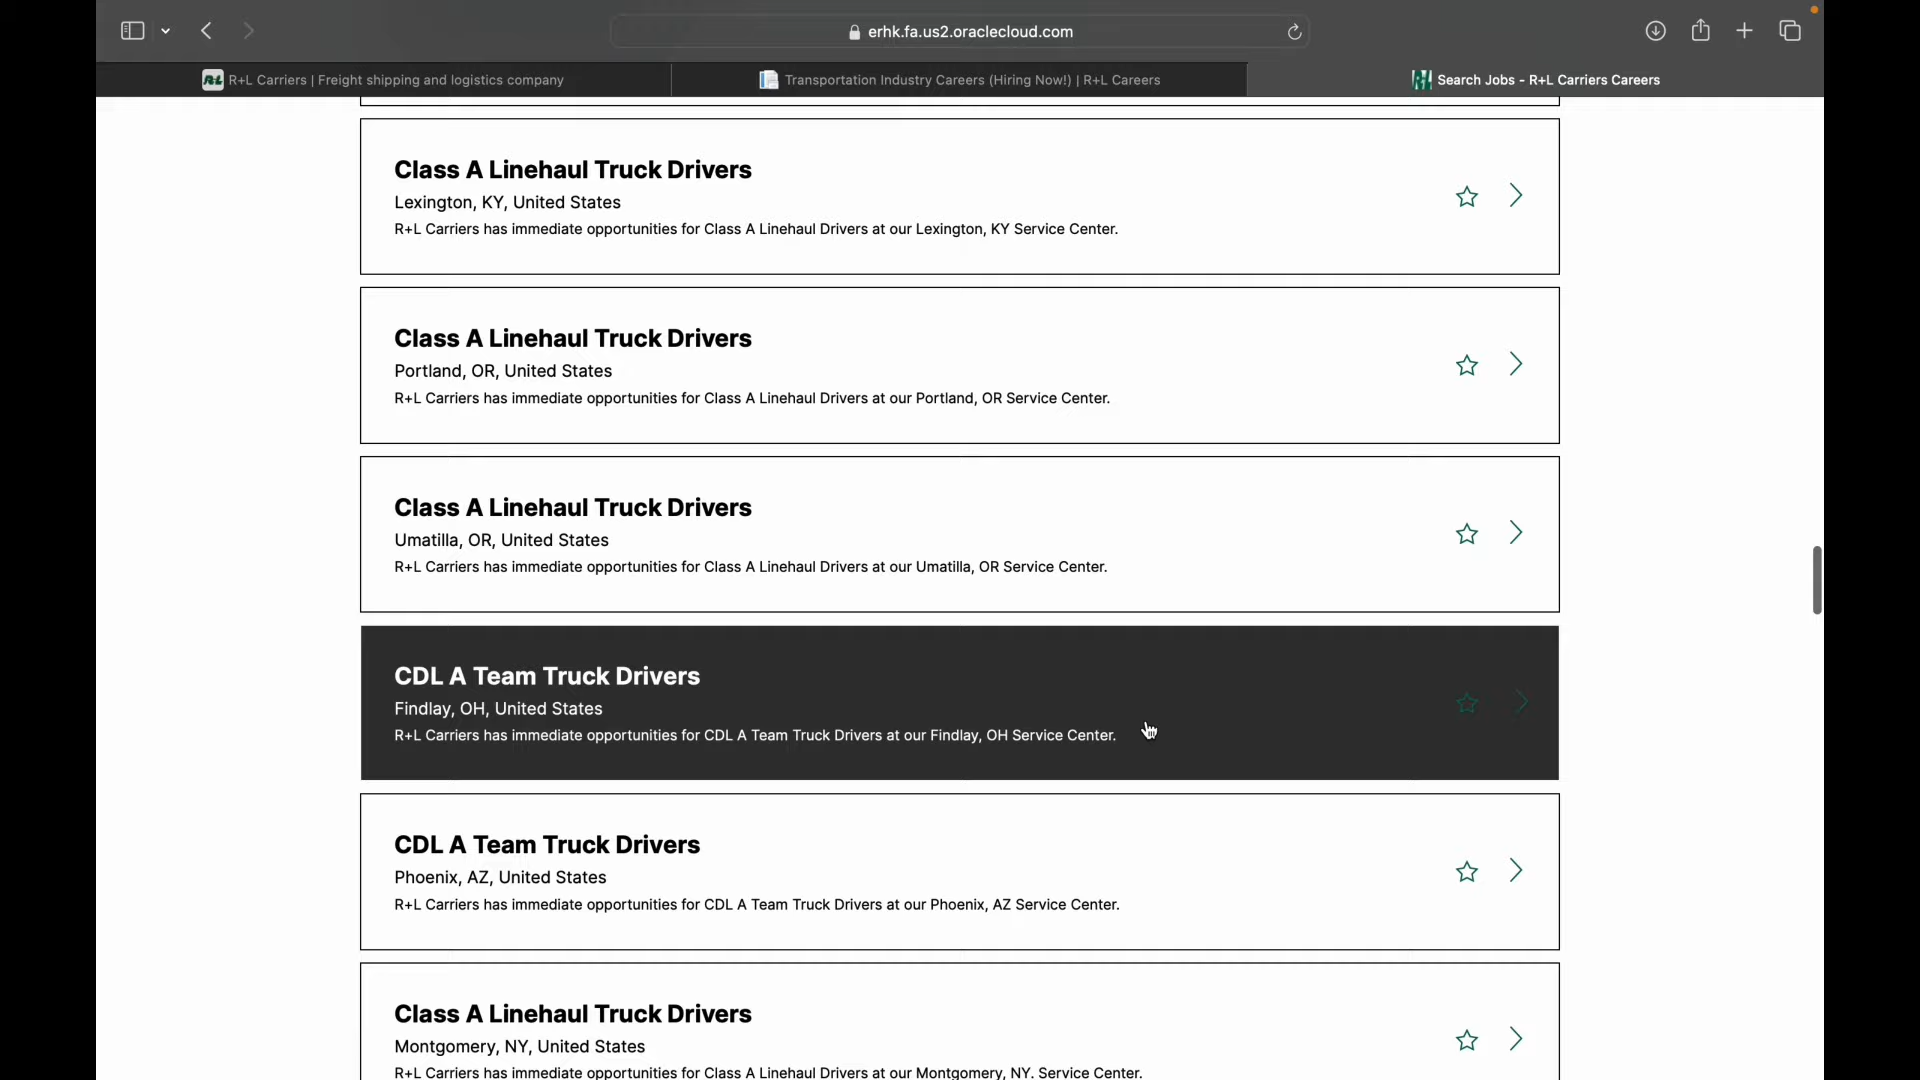 erhk.fa.us2.oraclecloud.com
R+L Carriers | Freight shipping and logistics company
Transportation Industry Careers (Hiring Now!) | R+L Careers
Search Jobs - R+L Carriers Careers
Class A Linehaul Truck Drivers
Lexington, KY, United States
R+L Carriers has immediate opportunities for Class A Linehaul Drivers at our Lexington, KY Service Center.
Class A Linehaul Truck Drivers
Portland, OR, United States
R+L Carriers has immediate opportunities for Class A Linehaul Drivers at our Portland, OR Service Center.
Class A Linehaul Truck Drivers
Umatilla, OR, United States
R+L Carriers has immediate opportunities for Class A Linehaul Drivers at our Umatilla, OR Service Center.
CDL A Team Truck Drivers
Findlay, OH, United States
R+L Carriers has immediate opportunities for CDL A Team Truck Drivers at our Findlay, OH Service Center.
CDL A Team Truck Drivers
Phoenix, AZ, United States
R+L Carriers has immediate opportunities for CDL A Team Truck Drivers at our Phoenix, AZ Service Center.
Class A Linehaul Truck Drivers
Montgomery, NY, United States
R+L Carriers has immediate opportunities for Class A Linehaul Drivers at our Montgomery, NY. Service Center.